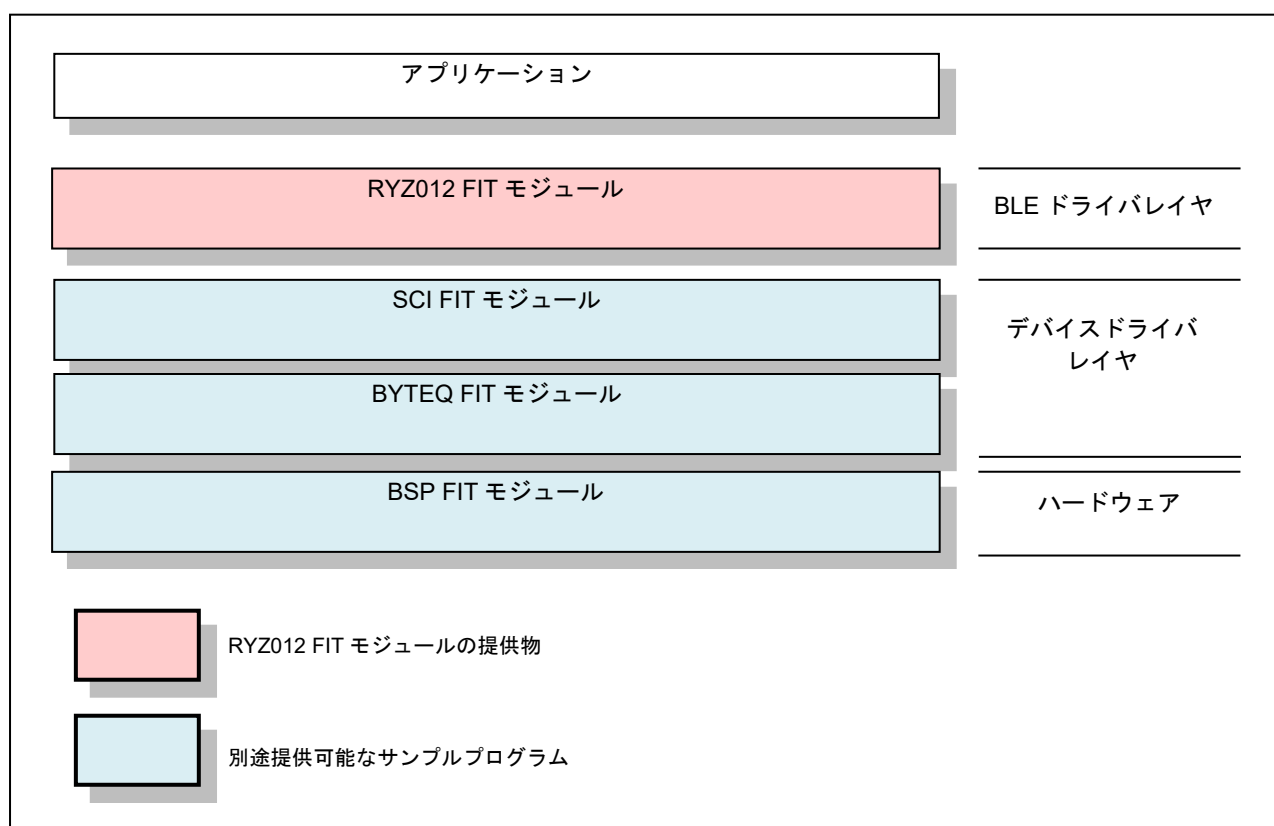 アプリケーション
RYZ012 FIT モジュール
BLE ドライバレイヤ
SCI FIT モジュール
デバイスドライバ
レイヤ
BYTEQ FIT モジュール
BSP FIT モジュール
ハードウェア
RYZ012 FIT モジュールの提供物
別途提供可能なサンプルプログラム